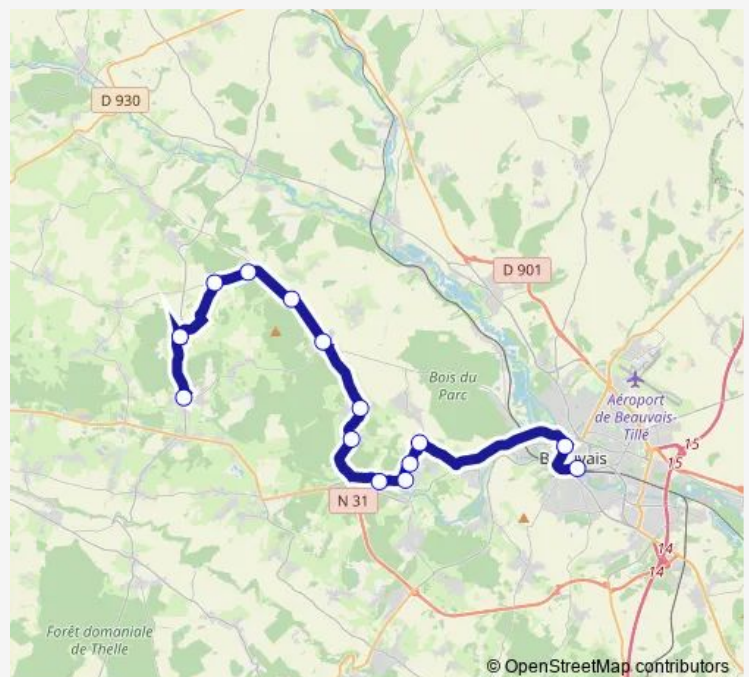 D 930
D 901
Bois du
Parc
Aéroport
de Beauvais-
Tillé
15
15
N 31
14
14
Forêt domaniale
de Thelle
© OpenStreetMap contributors